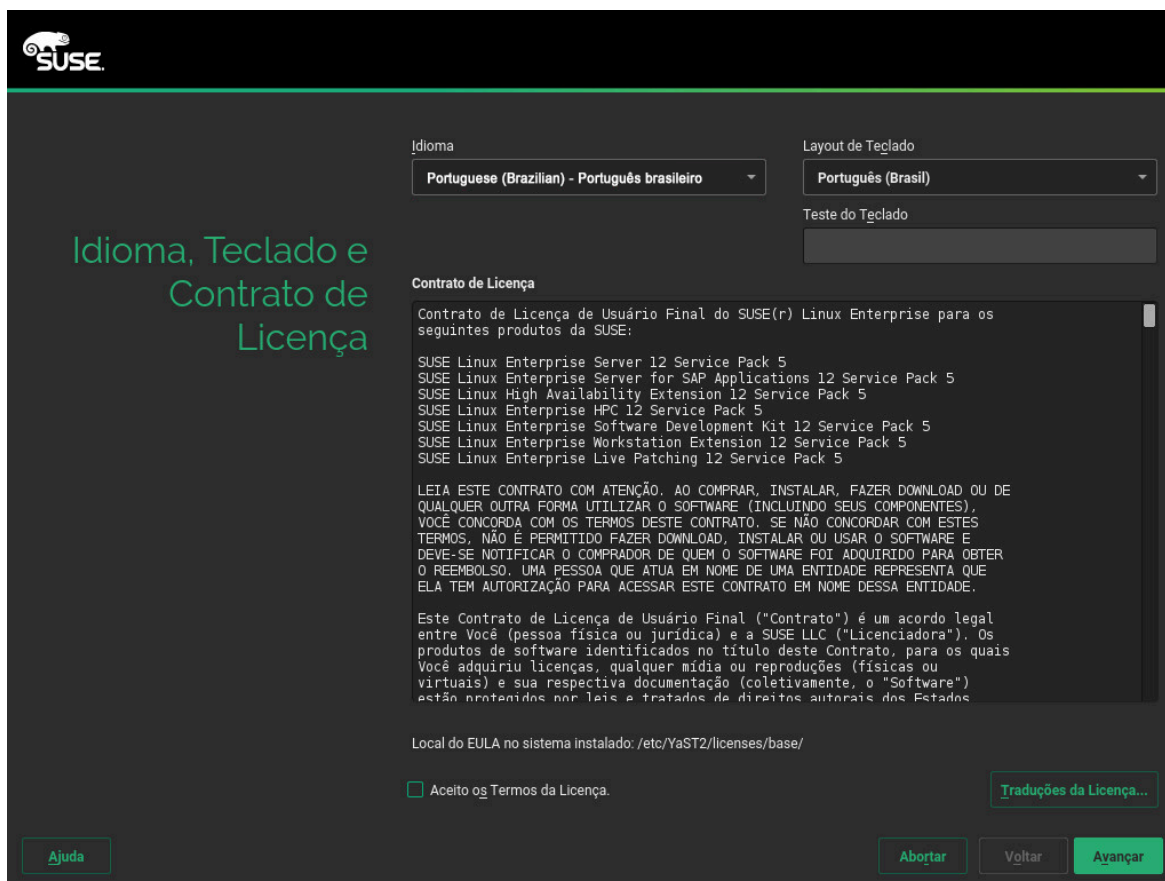 SUSE.
Idioma
Portuguese (Brazilian) - Português brasileiro
Layout de Teclado
Português (Brasil)
Teste do Teclado
Idioma, Teclado e
Contrato de
Licença
Contrato de Licença
Contrato de Licença de Usuário Final do SUSE(r) Linux Enterprise para os
seguintes produtos da SUSE:
SUSE Linux Enterprise Server 12 Service Pack 5
SUSE Linux Enterprise Server for SAP Applications 12 Service Pack 5
SUSE Linux High Availability Extension 12 Service Pack 5
SUSE Linux Enterprise HPC 12 Service Pack 5
SUSE Linux Enterprise Software Development Kit 12 Service Pack 5
SUSE Linux Enterprise Workstation Extension 12 Service Pack 5
SUSE Linux Enterprise Live Patching 12 Service Pack 5
LEIA ESTE CONTRATO COM ATENÇÃO. AO COMPRAR, INSTALAR, FAZER DOWNLOAD OU DE
QUALQUER OUTRA FORMA UTILIZAR O SOFTWARE (INCLUINDO SEUS COMPONENTES),
VOCÊ CONCORDA COM OS TERMOS DESTE CONTRATO. SE NÃO CONCORDAR COM ESTES
TERMOS, NÃO É PERMITIDO FAZER DOWNLOAD, INSTALAR OU USAR O SOFTWARE E
DEVE-SE NOTIFICAR O COMPRADOR DE QUEM O SOFTWARE FOI ADQUIRIDO PARA OBTER
O REEMBOLSO. UMA PESSOA QUE ATUA EM NOME DE UMA ENTIDADE REPRESENTA QUE
ELA TEM AUTORIZAÇÃO PARA ACESSAR ESTE CONTRATO EM NOME DESSA ENTIDADE.
Este Contrato de Licença de Usuário Final ("Contrato") é um acordo legal
entre Você (pessoa física ou jurídica) e a SUSE LLC ("Licenciadora"). Os
produtos de software identificados no título deste Contrato, para os quais
Você adquiriu licenças, qualquer mídia ou reproduções (físicas ou
virtuais) e sua respectiva documentação (coletivamente, o "Software")
estão protegidos por leis e tratados de direitos autorais dos Estados
Local do EULA no sistema instalado: /etc/YaST2/licenses/base/
Aceito os Termos da Licença.
Traduções da Licença...
Ajuda
Abortar
Voltar
Avançar